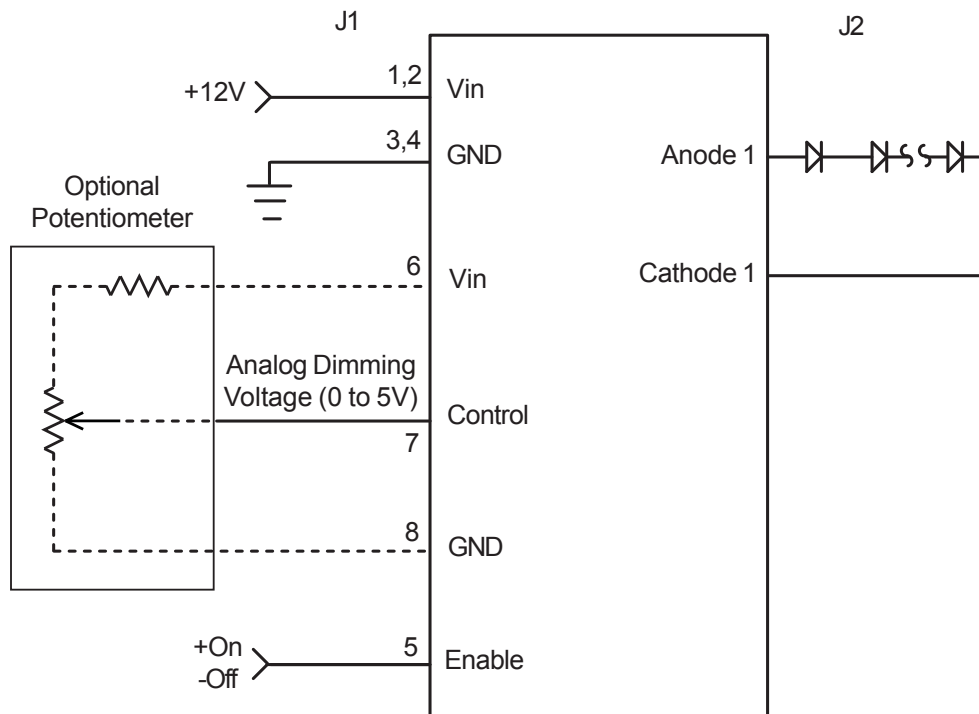 J1
J2
+12V
1,2
Vin
3,4
GND
Anode 1
Optional
Potentiometer
6
Vin
Cathode 1
Analog Dimming
Voltage (0 to 5V)
Control
7
8
GND
+On
-Off
5
Enable